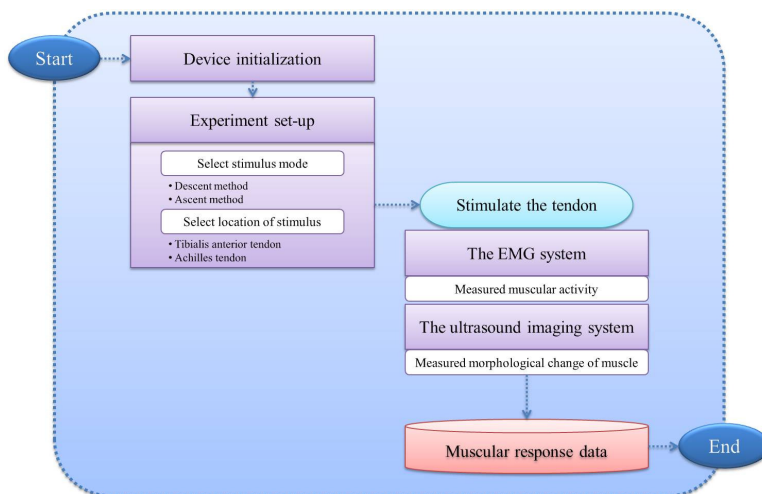 Start
Device initialization
Experiment set-up
Select stimulus mode
• Descent method
• Ascent method
Select location of stimulus
• Tibialis anterior tendon
• Achilles tendon
Stimulate the tendon
The EMG system
Measured muscular activity
The ultrasound imaging system
Measured morphological change of muscle
Muscular response data
End